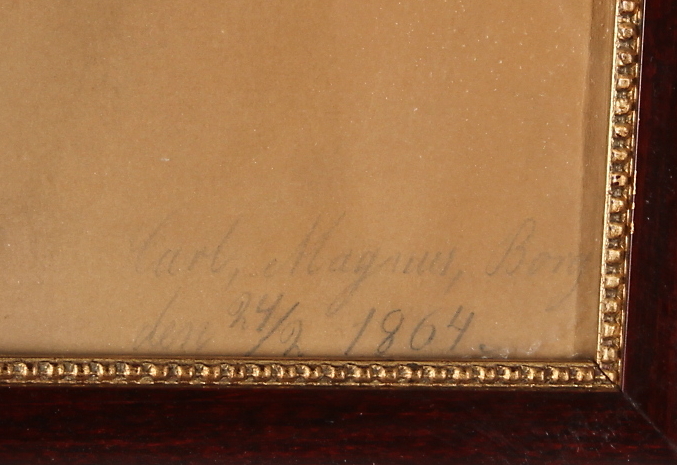 Carl, Magnus, Borg
den 24/2 1864